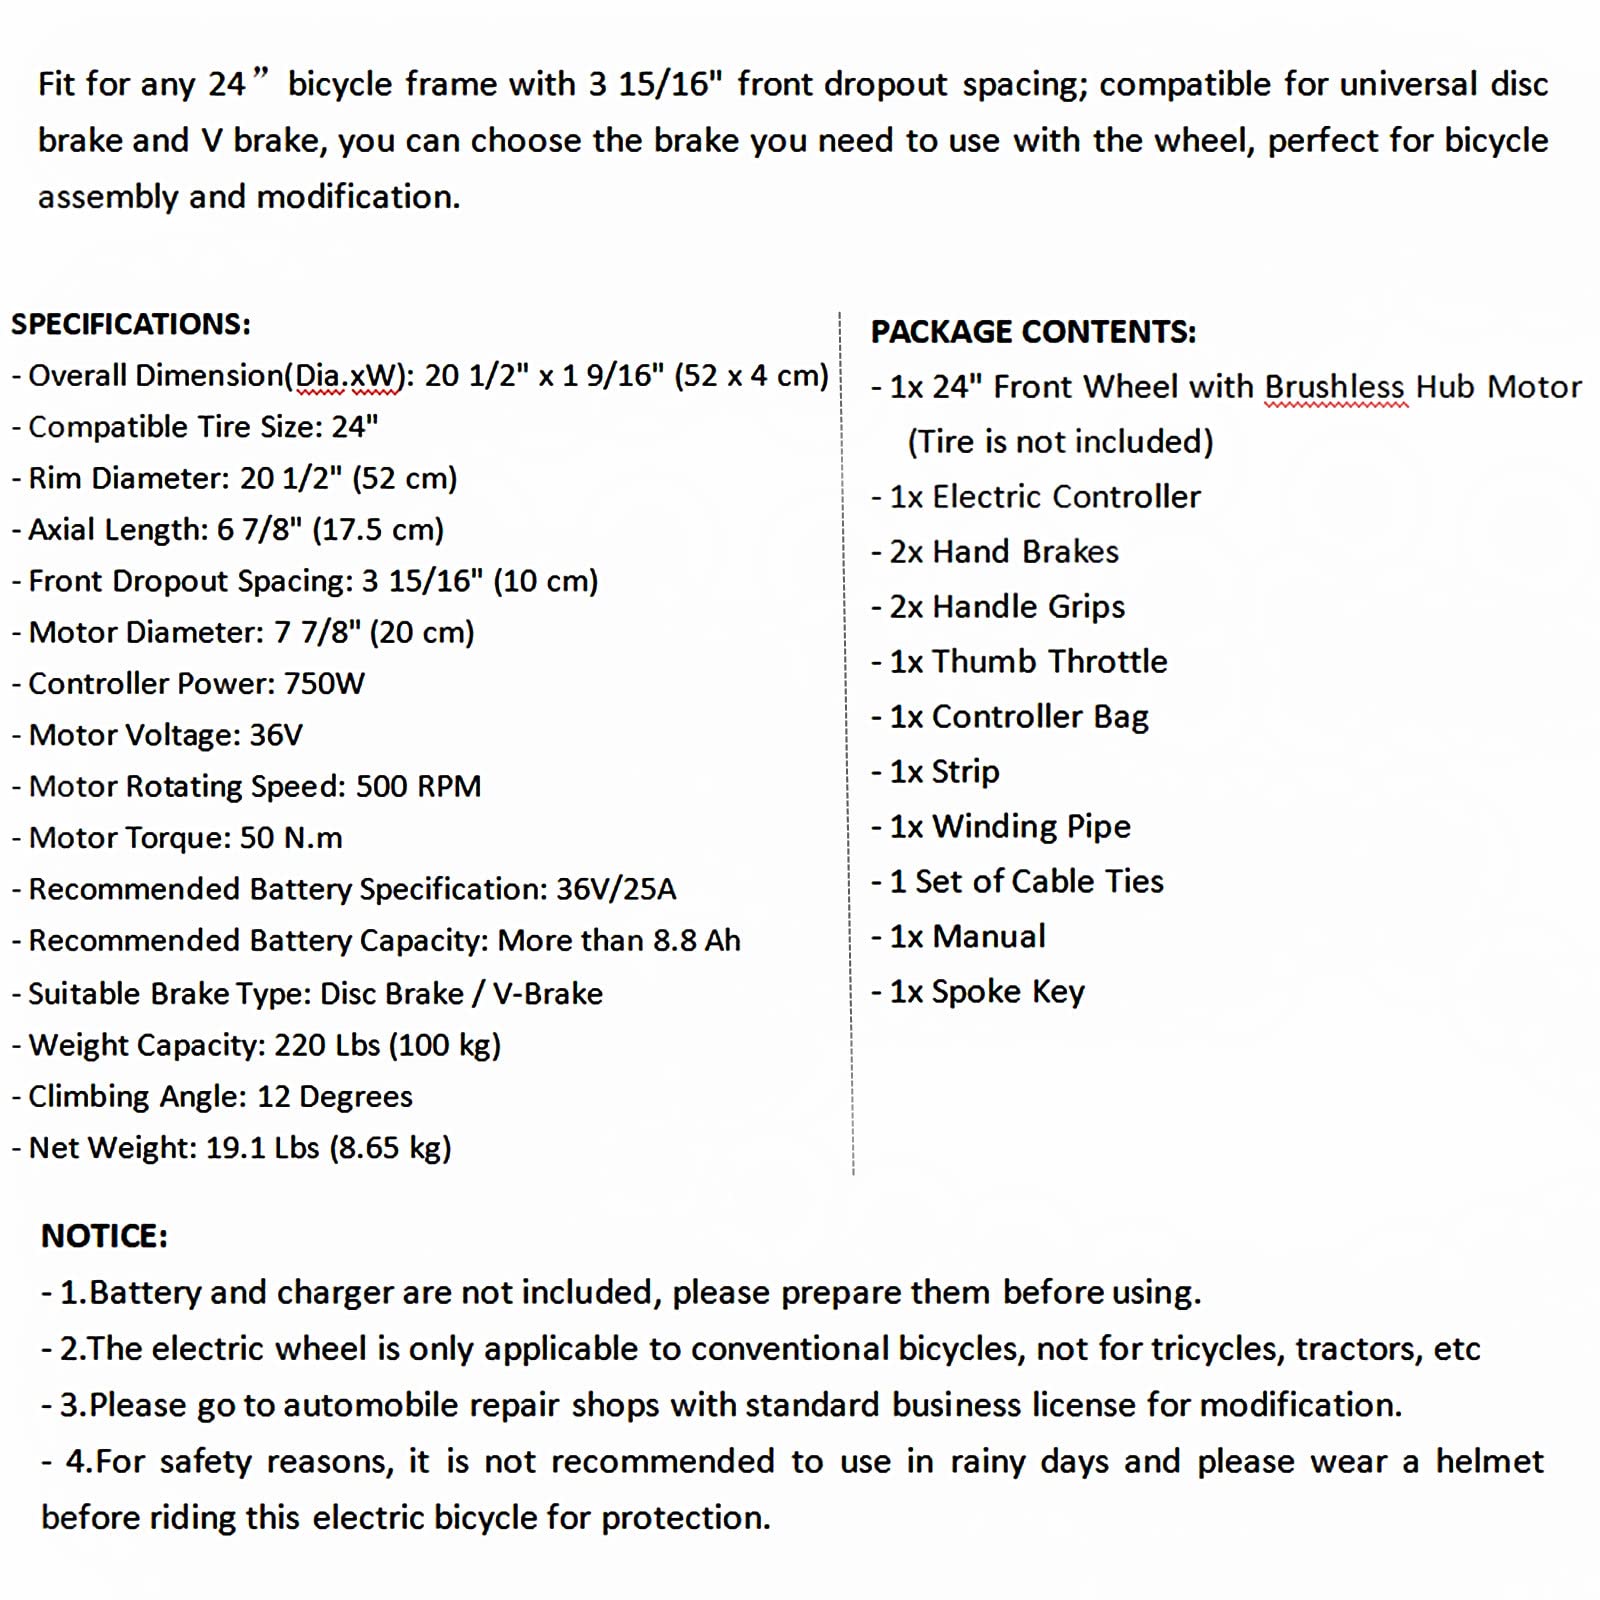 Fit for any 24” bicycle frame with 3 15/16" front dropout spacing; compatible for universal disc
brake and V brake, you can choose the brake you need to use with the wheel, perfect for bicycle
assembly and modification.
SPECIFICATIONS:
- Overall Dimension(Dia.xW): 20 1/2" x 1 9/16" (52 x 4 cm)
- Compatible Tire Size: 24"
- Rim Diameter: 20 1/2" (52 cm)
- Axial Length: 6 7/8" (17.5 cm)
- Front Dropout Spacing: 3 15/16" (10 cm)
- Motor Diameter: 7 7/8" (20 cm)
- Controller Power: 750W
- Motor Voltage: 36V
- Motor Rotating Speed: 500 RPM
- Motor Torque: 50 N.m
- Recommended Battery Specification: 36V/25A
- Recommended Battery Capacity: More than 8.8 Ah
- Suitable Brake Type: Disc Brake / V-Brake
- Weight Capacity: 220 Lbs (100 kg)
- Climbing Angle: 12 Degrees
- Net Weight: 19.1 Lbs (8.65 kg)
PACKAGE CONTENTS:
- 1x 24" Front Wheel with Brushless Hub Motor
(Tire is not included)
- 1x Electric Controller
- 2x Hand Brakes
- 2x Handle Grips
- 1x Thumb Throttle
- 1x Controller Bag
- 1x Strip
- 1x Winding Pipe
- 1 Set of Cable Ties
- 1x Manual
- 1x Spoke Key
NOTICE:
- 1.Battery and charger are not included, please prepare them before using.
- 2.The electric wheel is only applicable to conventional bicycles, not for tricycles, tractors, etc
- 3.Please go to automobile repair shops with standard business license for modification.
- 4.For safety reasons, it is not recommended to use in rainy days and please wear a helmet
before riding this electric bicycle for protection.